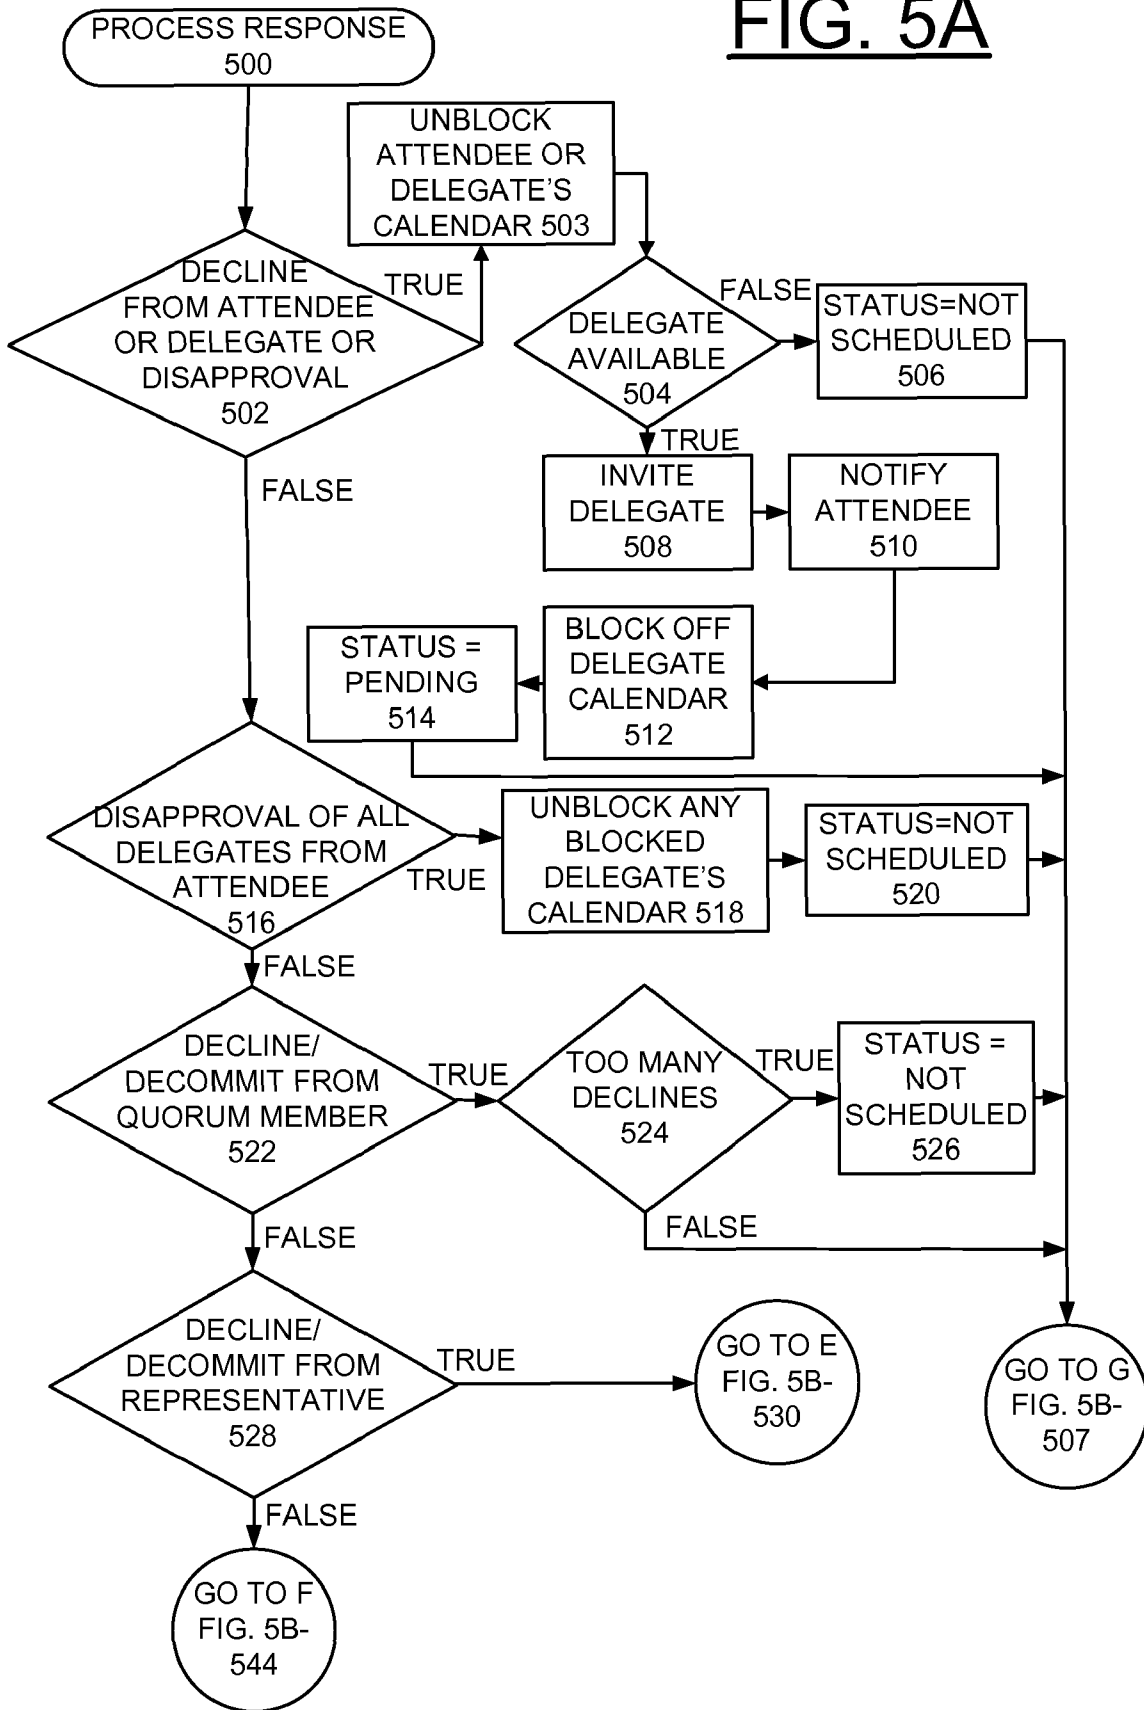 FIG. 5A
PROCESS RESPONSE
500
UNBLOCK
ATTENDEE OR
DELEGATE'S
CALENDAR 503
DECLINE
FROM ATTENDEE
OR DELEGATE OR
DISAPPROVAL
502
TRUE
FALSE
DELEGATE
AVAILABLE
504
FALSE
STATUS=NOT
SCHEDULED
506
TRUE
INVITE
DELEGATE
508
NOTIFY
ATTENDEE
510
BLOCK OFF
DELEGATE
CALENDAR
512
STATUS =
PENDING
514
DISAPPROVAL OF ALL
DELEGATES FROM
ATTENDEE
516
TRUE
UNBLOCK ANY
BLOCKED
DELEGATE'S
CALENDAR 518
STATUS=NOT
SCHEDULED
520
FALSE
DECLINE/
DECOMMIT FROM
QUORUM MEMBER
522
TRUE
TOO MANY
DECLINES
524
TRUE
STATUS =
NOT
SCHEDULED
526
FALSE
FALSE
DECLINE/
DECOMMIT FROM
REPRESENTATIVE
528
TRUE
GO TO E
FIG. 5B-
530
GO TO G
FIG. 5B-
507
FALSE
GO TO F
FIG. 5B-
544